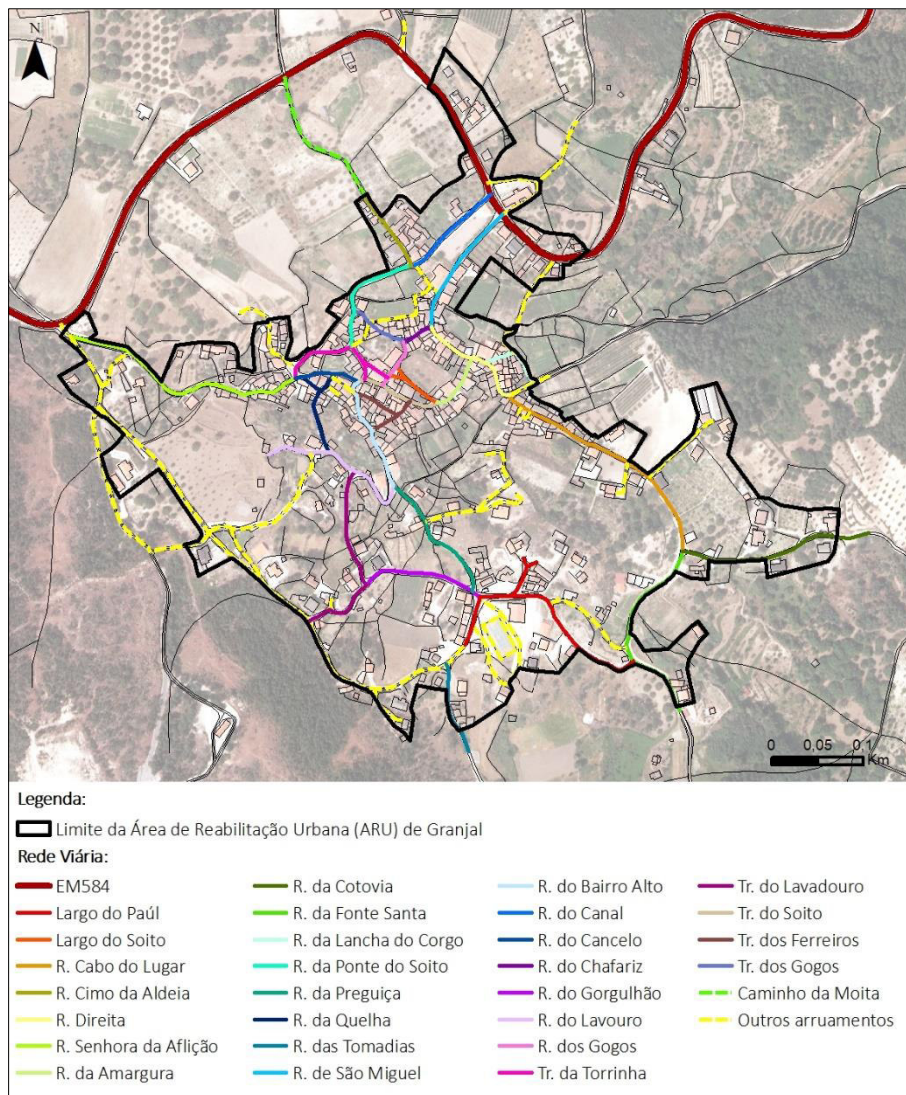 N
0 0,05 0,1
Km
Legenda:
Limite da Área de Reabilitação Urbana (ARU) de Granjal
Rede Viária:
EM584
Largo do Paúl
Largo do Soito
R. Cabo do Lugar
R. Cimo da Aldeia
R. Direita
R. Senhora da Aflição
R. da Amargura
R. da Cotovia
R. da Fonte Santa
R. da Lancha do Corgo
R. da Ponte do Soito
R. da Preguiça
R. da Quelha
R. das Tomadias
R. de São Miguel
R. do Bairro Alto
R. do Canal
R. do Cancelo
R. do Chafariz
R. do Gorgulhão
R. do Lavouro
R. dos Gogos
Tr. da Torrinha
Tr. do Lavadouro
Tr. do Soito
Tr. dos Ferreiros
Tr. dos Gogos
Caminho da Moita
Outros arruamentos